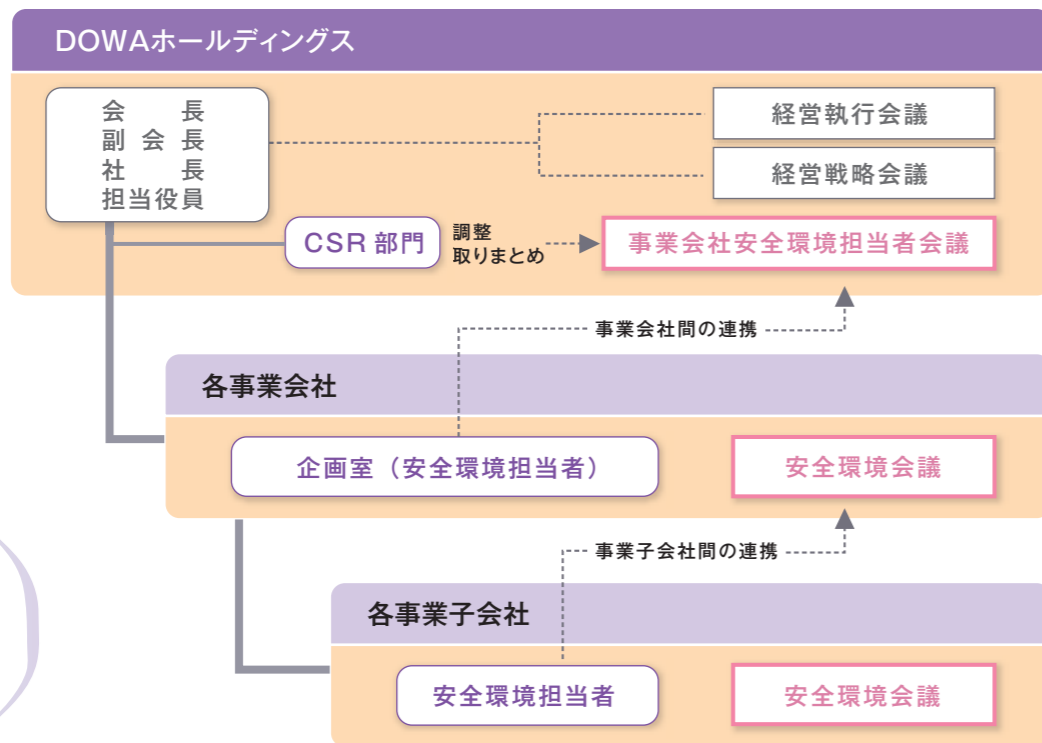 DOWAホールディングス
会長
副会長
社長
担当役員
経営執行会議
経営戦略会議
CSR 部門
調整
取りまとめ
事業会社安全環境担当者会議
事業会社間の連携
各事業会社
企画室（安全環境担当者）
安全環境会議
事業子会社間の連携
各事業子会社
安全環境担当者
安全環境会議